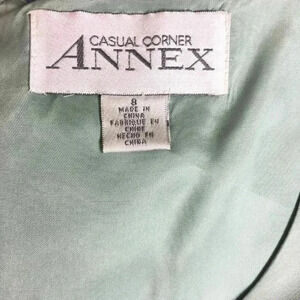 CASUAL CORNER
ANNEX
8
MADE IN
CHINA
FABRIQUE EN
CHINE
HECHO EN
CHINA